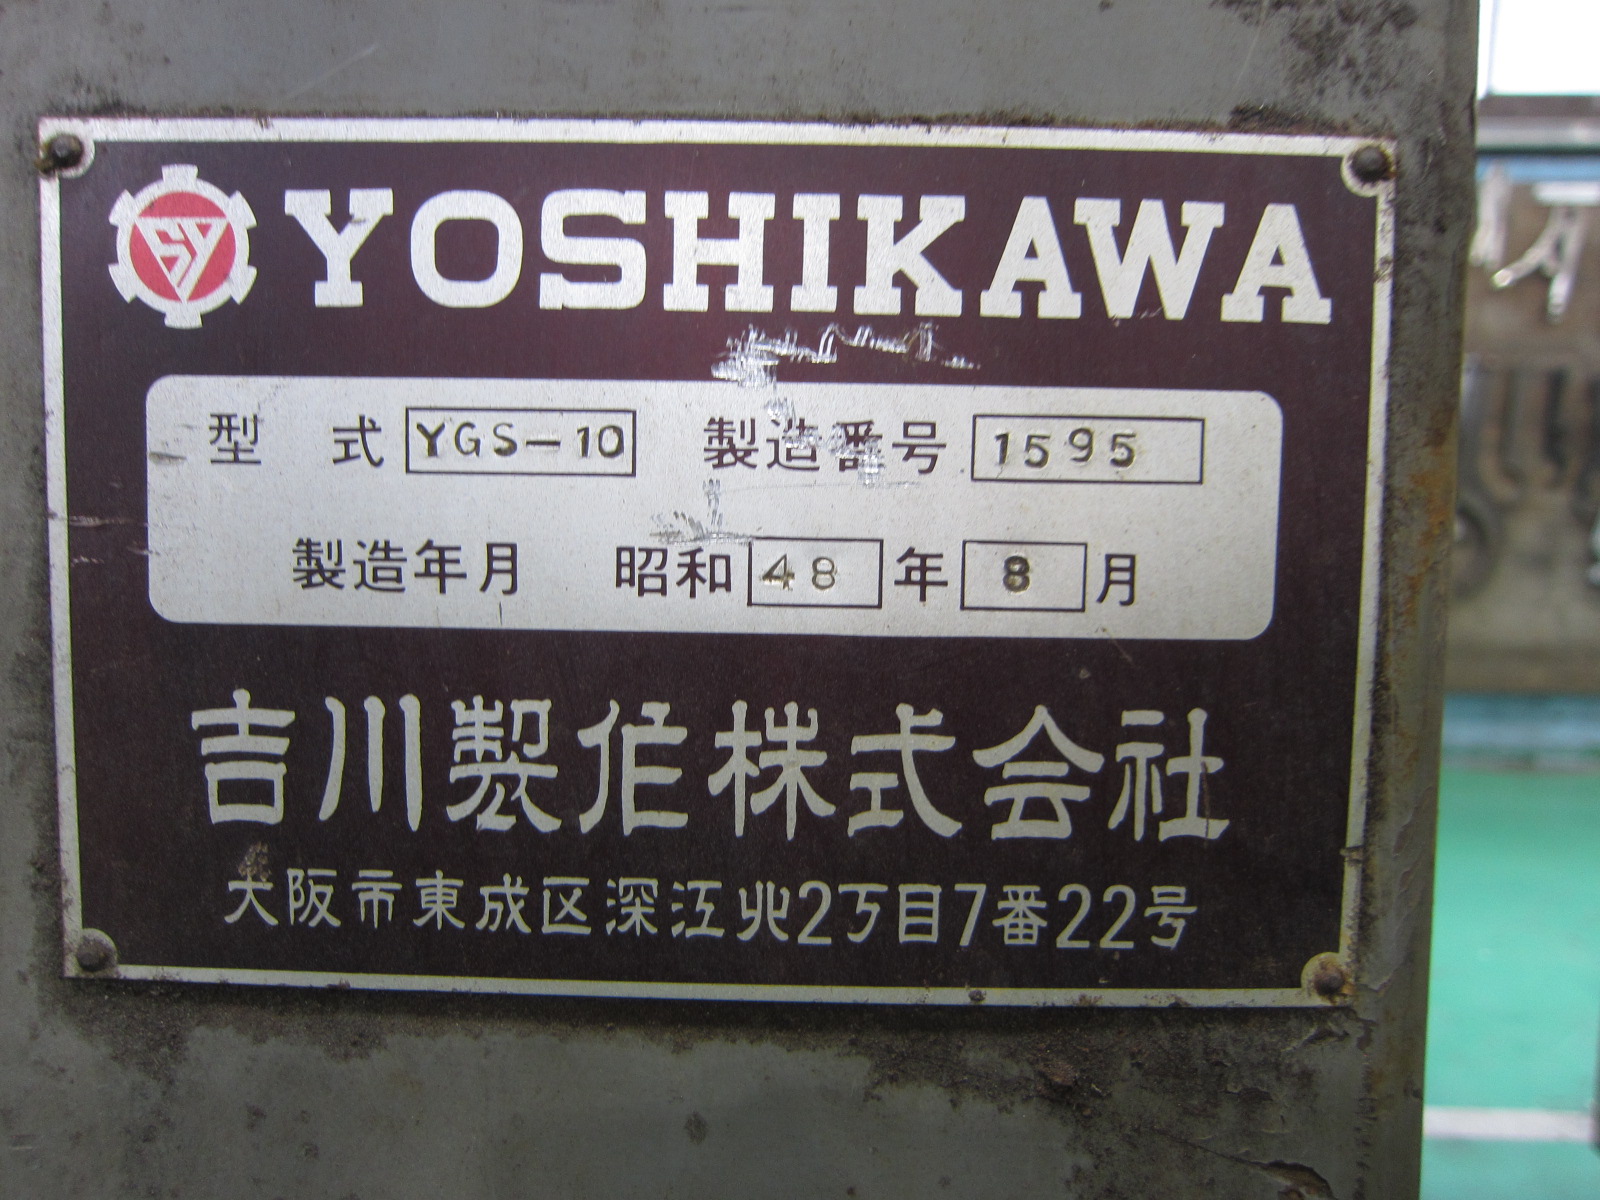 YOSHIKAWA
型式 YGS-10 製造番号 1595
製造年月 昭和 48 年 8 月
吉川製作株式会社
大阪市東成区深江北2丁目7番22号